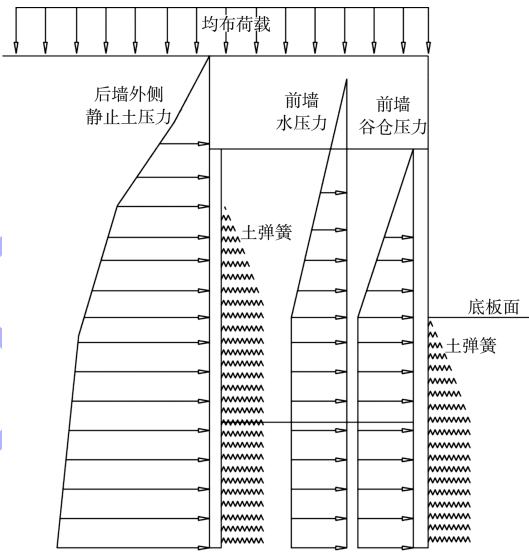 均布荷载
后墙外侧
静止土压力
前墙
水压力
前墙
谷仓压力
土弹簧
底板面
土弹簧